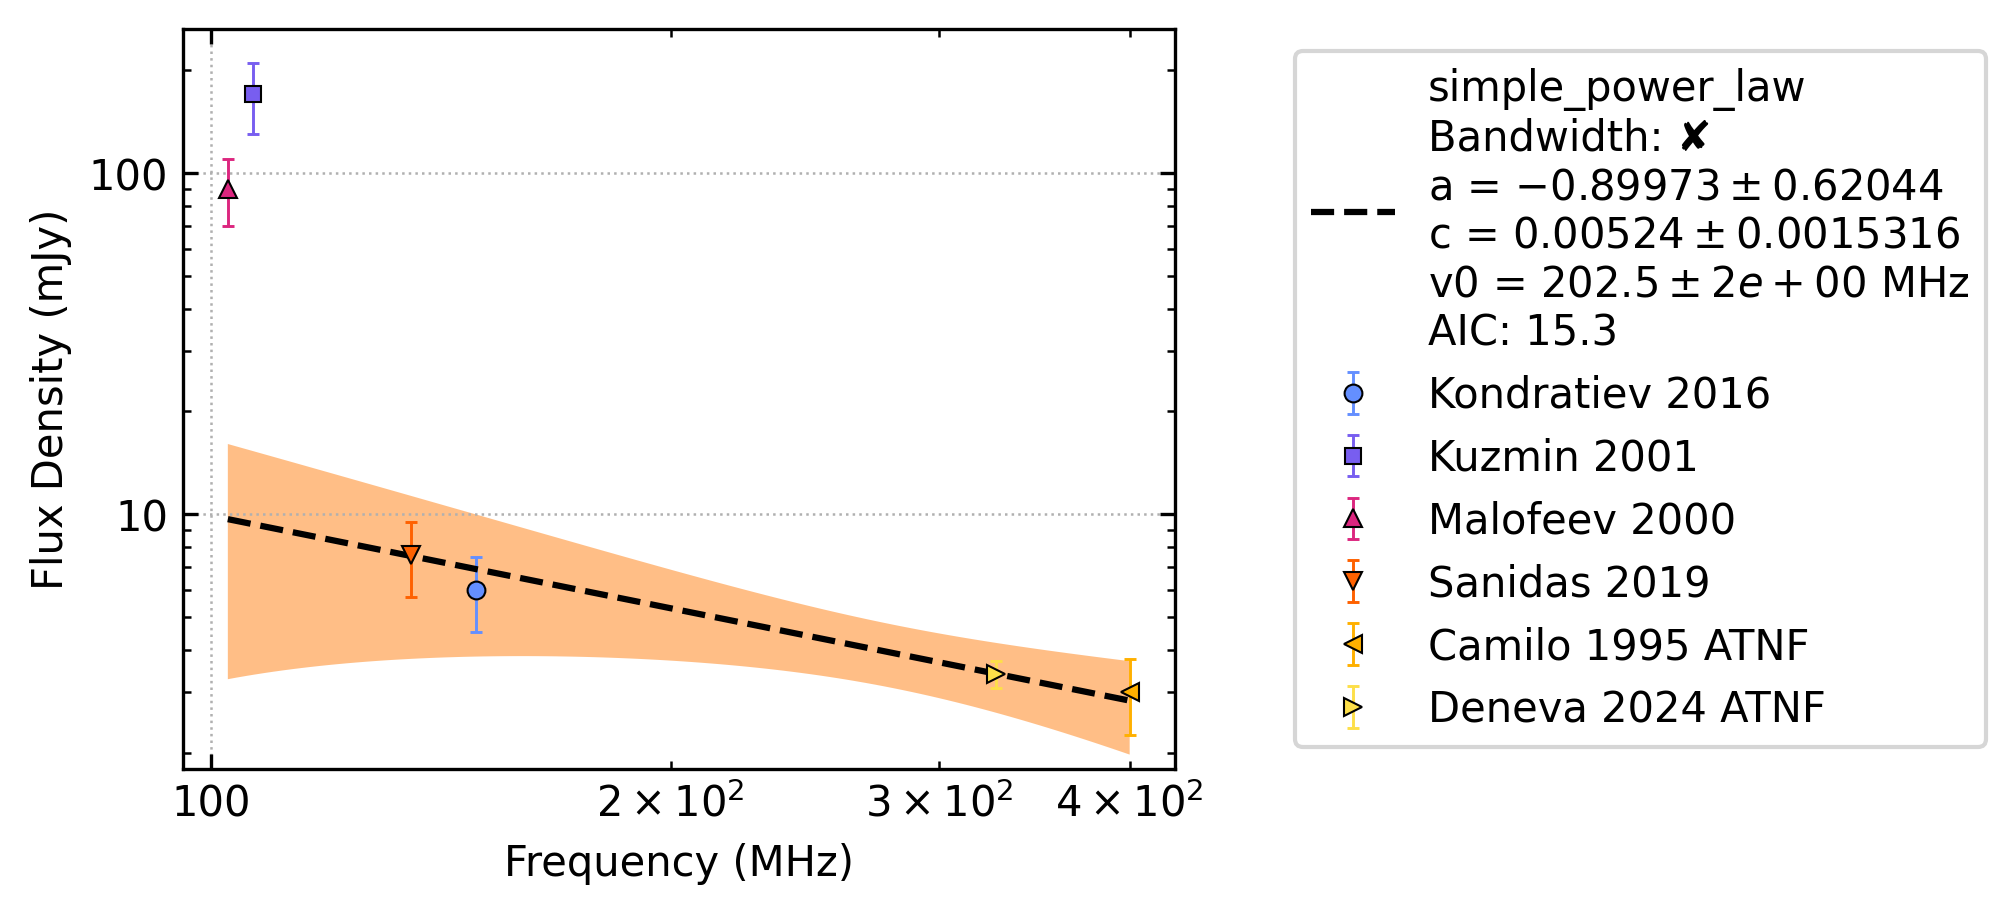 100
10
Flux Density (mJy)
100
2 × 10²
3 × 10²
4 × 10²
Frequency (MHz)
simple_power_law
Bandwidth: ✘
a = −0.89973 ± 0.62044
c = 0.00524 ± 0.0015316
v0 = 202.5 ± 2e + 00 MHz
AIC: 15.3
Kondratiev 2016
Kuzmin 2001
Malofeev 2000
Sanidas 2019
Camilo 1995 ATNF
Deneva 2024 ATNF